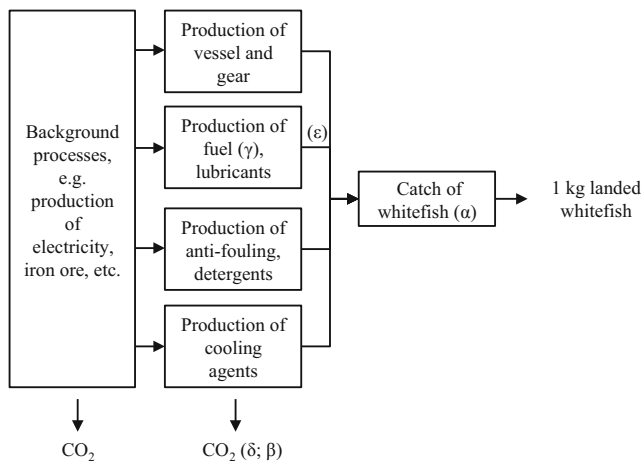 Background
processes,
e.g.
production
of
electricity,
iron ore, etc.
Production of
vessel and
gear
Production of
fuel (γ),
lubricants
(ε)
Production of
anti-fouling,
detergents
Production of
cooling
agents
Catch of
whitefish (α)
1 kg landed
whitefish
CO₂
CO₂ (δ; β)